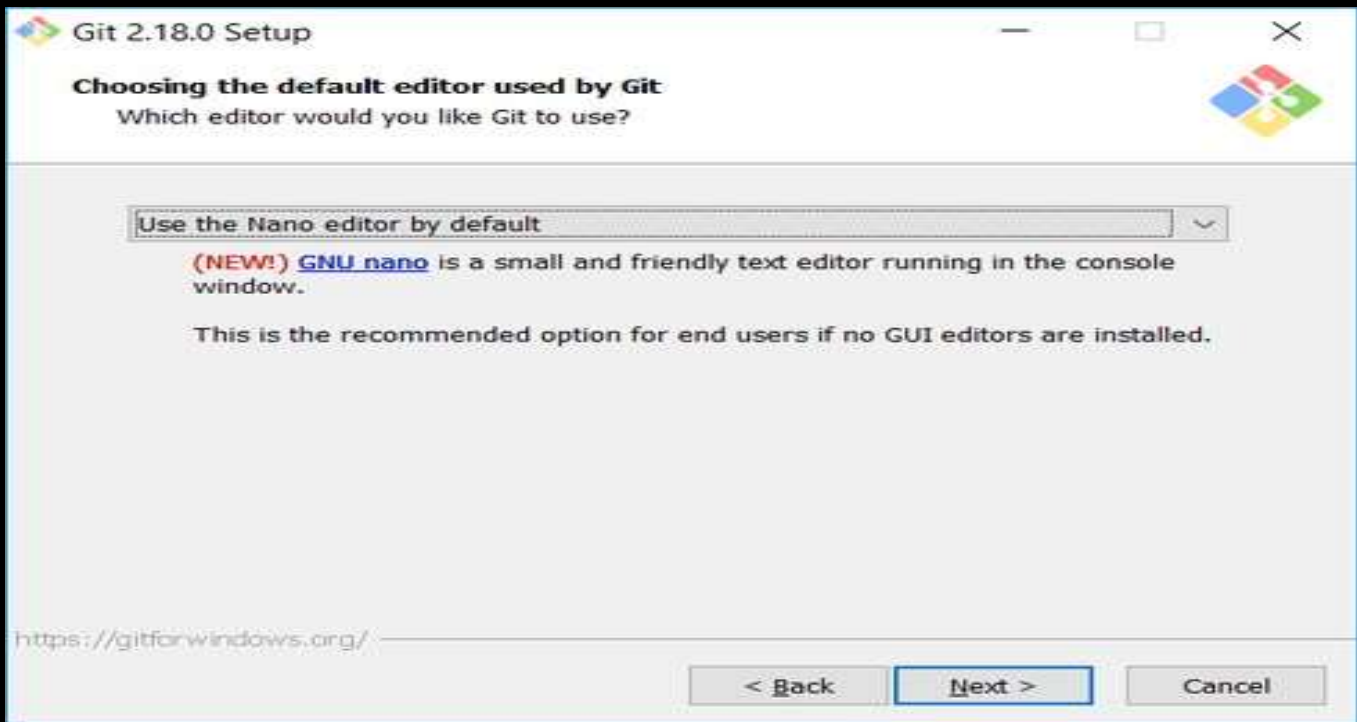 Git 2.18.0 Setup
Choosing the default editor used by Git
Which editor would you like Git to use?
Use the Nano editor by default
(NEW!) GNU nano is a small and friendly text editor running in the console
window.
This is the recommended option for end users if no GUI editors are installed.
https://gitforwindows.org/
< Back Next > Cancel